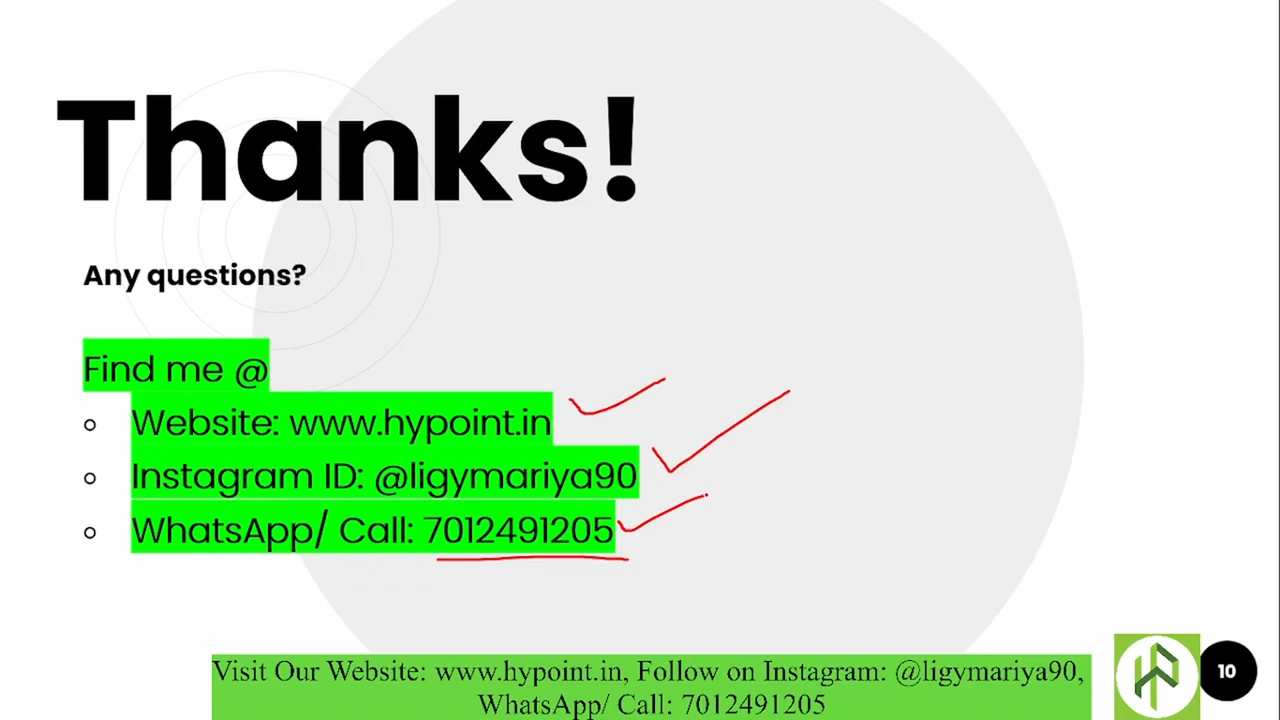 Thanks!
Any questions?
Find me @
Website: www.hypoint.in
Instagram ID: @ligymariya90
WhatsApp/ Call: 7012491205
Visit Our Website: www.hypoint.in, Follow on Instagram: @ligymariya90,
WhatsApp/ Call: 7012491205
10